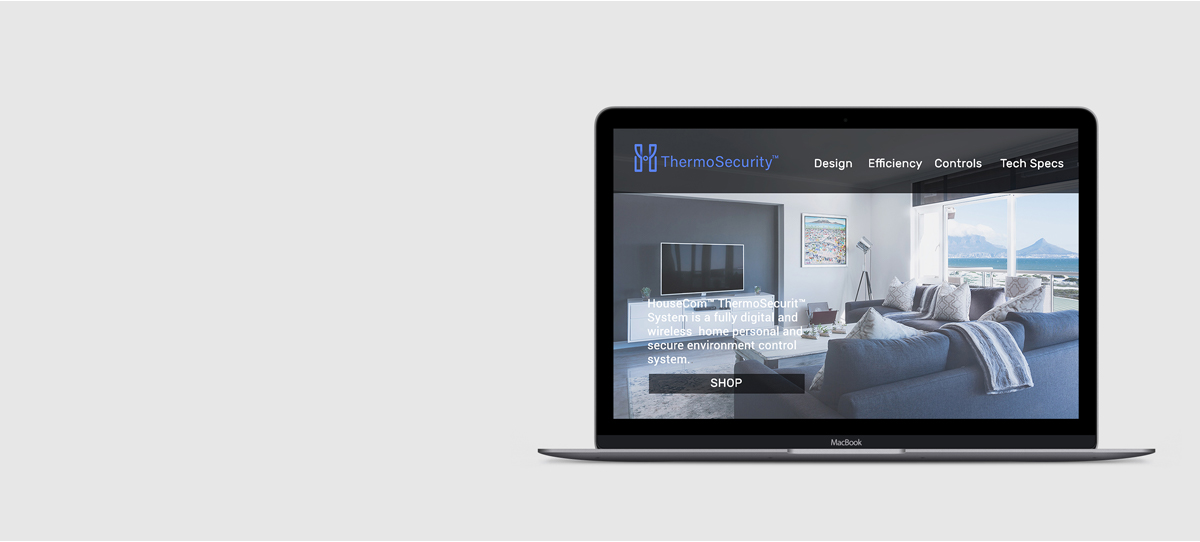 ThermoSecurity™
Design Efficiency Controls Tech Specs
HouseCom™ ThermoSecurit™
System is a fully digital and
wireless home personal and
secure environment control
system.
SHOP
MacBook